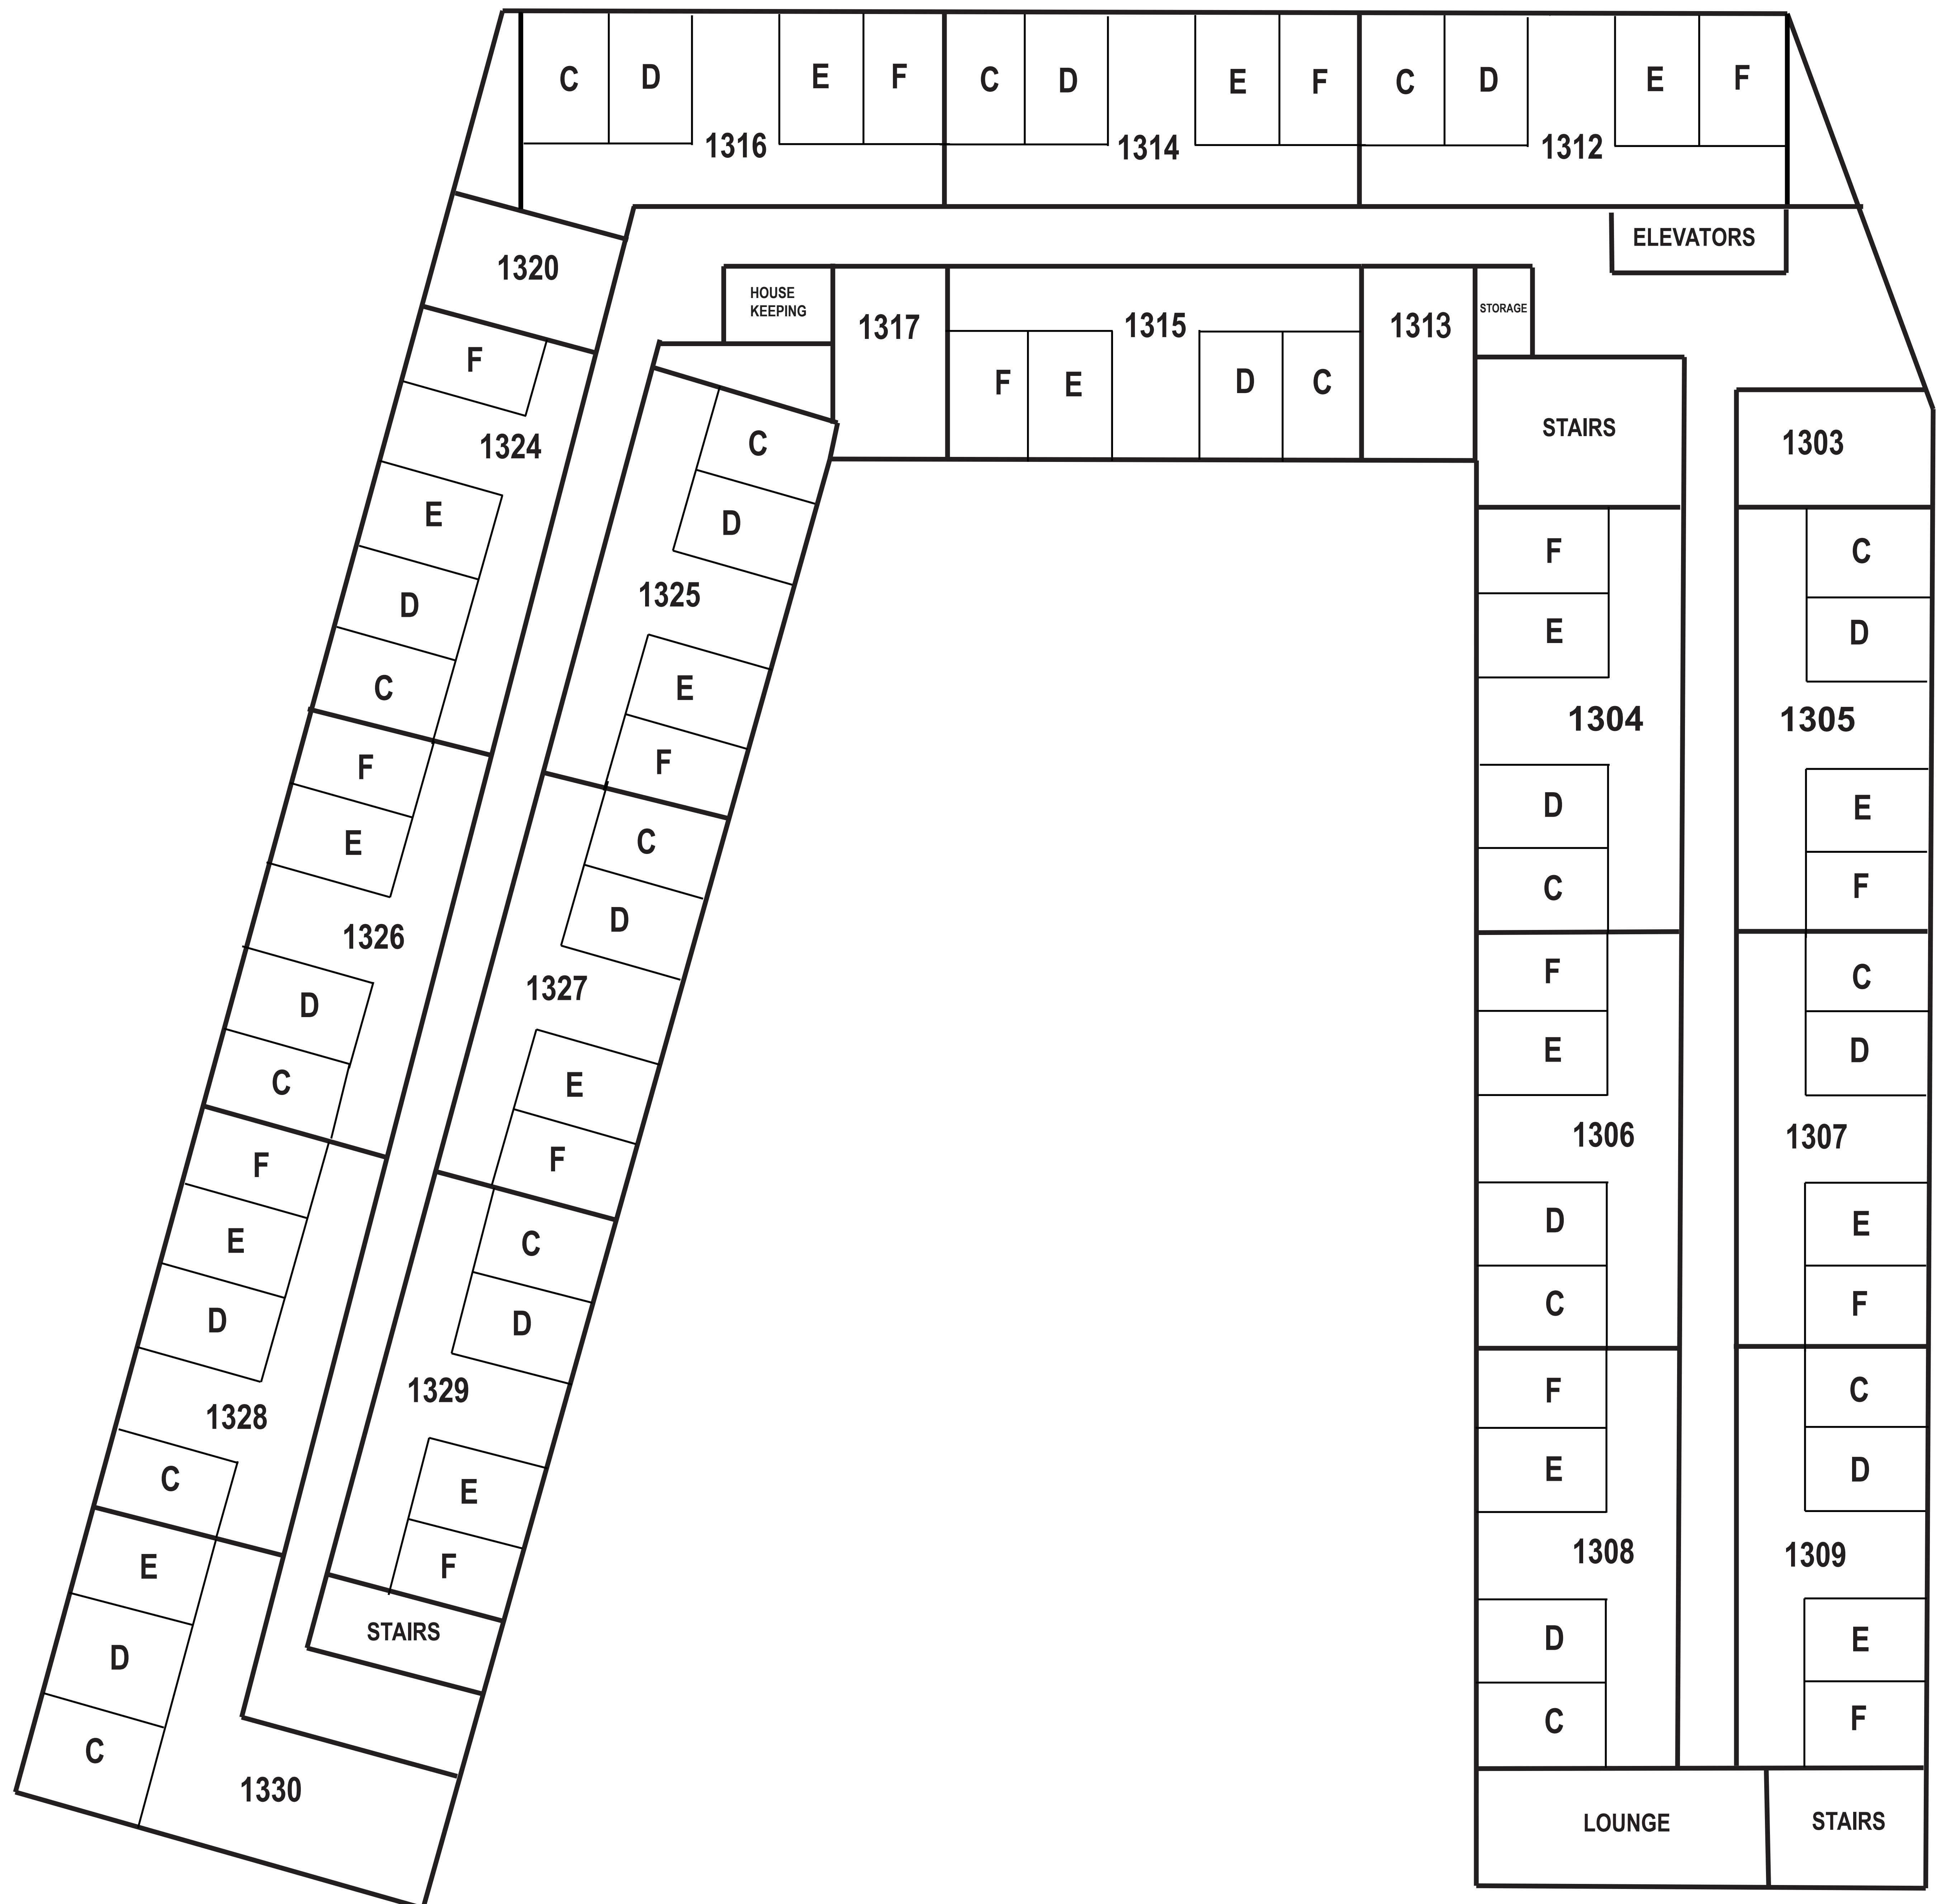 C D E F C D E F C D E F
1316 1314 1312
ELEVATORS
1320
HOUSE
KEEPING
1317 1315 1313 STORAGE
F E D C
F
1324
E
D
C
C
D
1325
E
F
STAIRS
1303
F
E
1304
D
C
C
D
1305
E
F
F
E
1326
D
C
C
D
1327
E
F
F
E
1306
D
C
C
D
1307
E
F
F
E
D
1328
C
C
D
1329
E
F
STAIRS
F
E
1308
D
C
C
D
1309
E
F
E
D
C
1330
LOUNGE STAIRS